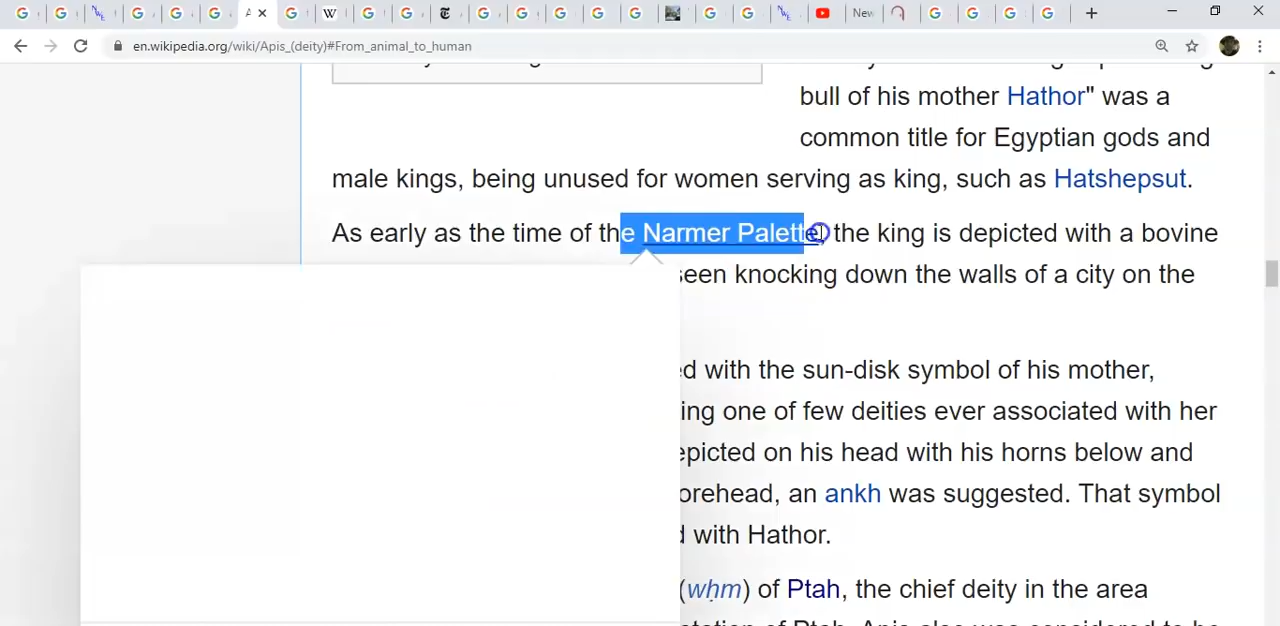 New
en.wikipedia.org/wiki/Apis_(deity)#From_animal_to_human
bull of his mother Hathor" was a
common title for Egyptian gods and
male kings, being unused for women serving as king, such as Hatshepsut.
As early as the time of the Narmer Palette, the king is depicted with a bovine
seen knocking down the walls of a city on the
ed with the sun-disk symbol of his mother,
ing one of few deities ever associated with her
epicted on his head with his horns below and
orehead, an ankh was suggested. That symbol
d with Hathor.
(wḥm) of Ptah, the chief deity in the area